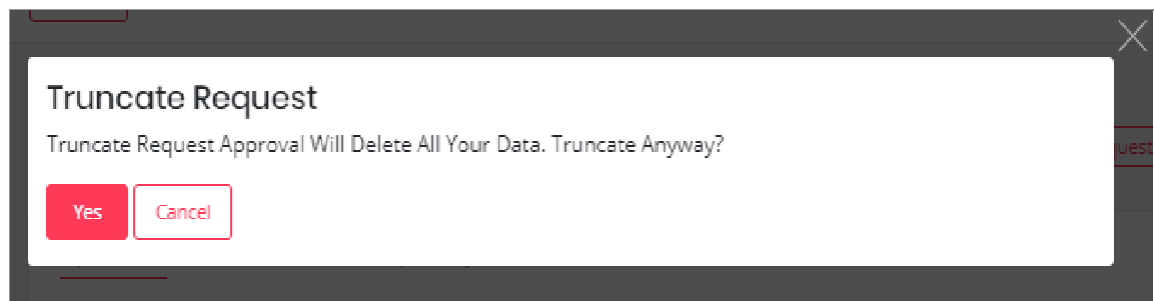 Truncate Request
Truncate Request Approval Will Delete All Your Data. Truncate Anyway?
Yes
Cancel